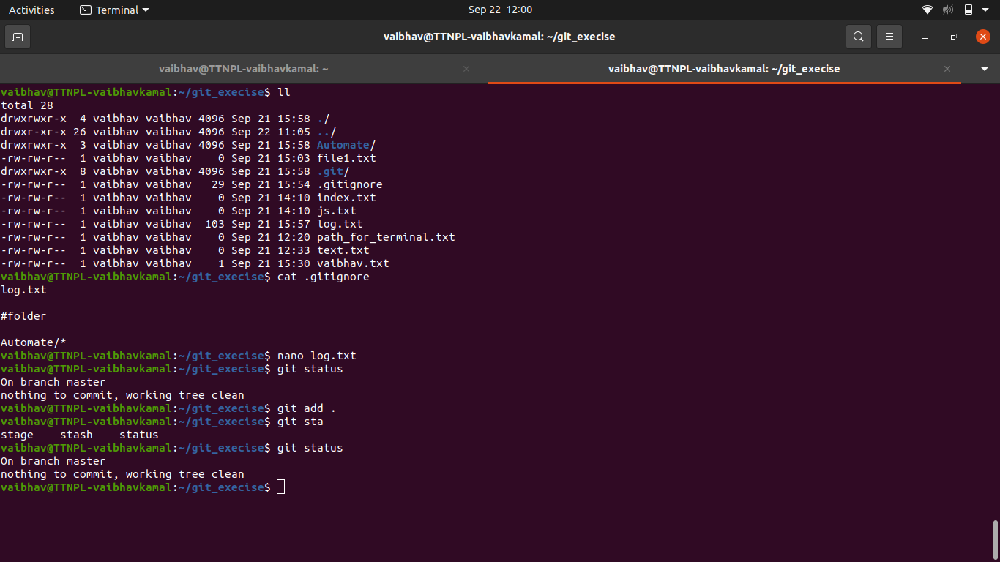 Activities Terminal Sep 22 12:00
vaibhav@TTNPL-vaibhavkamal: ~/git_execise
vaibhav@TTNPL-vaibhavkamal: ~ vaibhav@TTNPL-vaibhavkamal: ~/git_execise
vaibhav@TTNPL-vaibhavkamal:~/git_execise$ ll
total 28
drwxrwxr-x  4 vaibhav vaibhav 4096 Sep 21 15:58 ./
drwxr-xr-x 26 vaibhav vaibhav 4096 Sep 22 11:05 ../
drwxrwxr-x  3 vaibhav vaibhav 4096 Sep 21 15:58 Automate/
-rw-rw-r--  1 vaibhav vaibhav    0 Sep 21 15:03 file1.txt
drwxrwxr-x  8 vaibhav vaibhav 4096 Sep 21 15:58 .git/
-rw-rw-r--  1 vaibhav vaibhav   29 Sep 21 15:54 .gitignore
-rw-rw-r--  1 vaibhav vaibhav    0 Sep 21 14:10 index.txt
-rw-rw-r--  1 vaibhav vaibhav    0 Sep 21 14:10 js.txt
-rw-rw-r--  1 vaibhav vaibhav  103 Sep 21 15:57 log.txt
-rw-rw-r--  1 vaibhav vaibhav    0 Sep 21 12:20 path_for_terminal.txt
-rw-rw-r--  1 vaibhav vaibhav    0 Sep 21 12:33 text.txt
-rw-rw-r--  1 vaibhav vaibhav    1 Sep 21 15:30 vaibhav.txt
vaibhav@TTNPL-vaibhavkamal:~/git_execise$ cat .gitignore
log.txt
#folder
Automate/*
vaibhav@TTNPL-vaibhavkamal:~/git_execise$ nano log.txt
vaibhav@TTNPL-vaibhavkamal:~/git_execise$ git status
On branch master
nothing to commit, working tree clean
vaibhav@TTNPL-vaibhavkamal:~/git_execise$ git add .
vaibhav@TTNPL-vaibhavkamal:~/git_execise$ git sta
stage    stash    status
vaibhav@TTNPL-vaibhavkamal:~/git_execise$ git status
On branch master
nothing to commit, working tree clean
vaibhav@TTNPL-vaibhavkamal:~/git_execise$